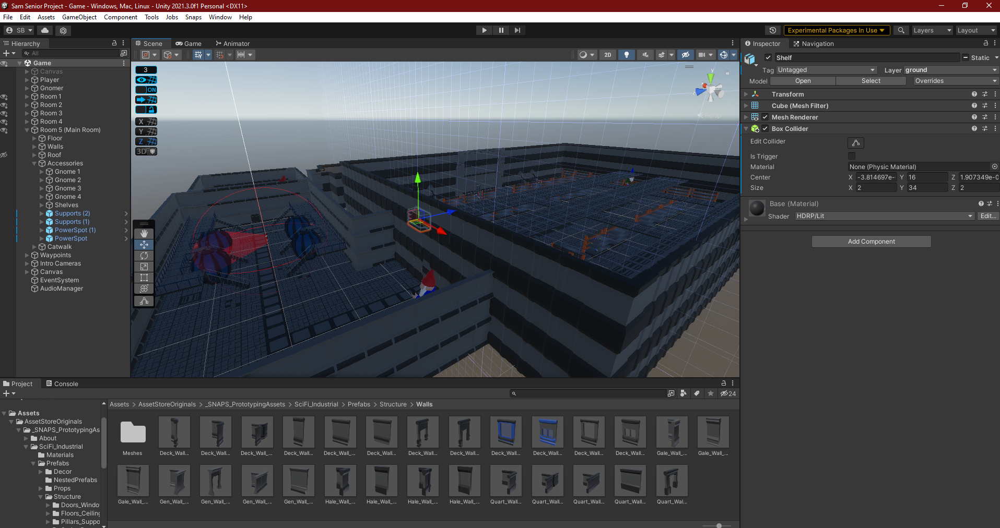 Sam Senior Project - Game - Windows, Mac, Linux - Unity 2021.3.0f1 Personal <DX11>
File Edit Assets GameObject Component Tools Jobs Snaps Window Help
SB Experimental Packages In Use Layers Layout
Hierarchy
All
Game
Canvas
Player
Gnomer
Room 1
Room 2
Room 3
Room 4
Room 5 (Main Room)
Floor
Walls
Roof
Accessories
Gnome 1
Gnome 2
Gnome 3
Gnome 4
Shelves
Supports (2)
Supports (1)
PowerSpot (1)
PowerSpot
Catwalk
Waypoints
Intro Cameras
Canvas
EventSystem
AudioManager
Scene Game Animator
2D
3
ON
X
Y
Z
3D
y
Persp
Inspector Navigation
Shelf Static
Tag Untagged Layer ground
Model Open Select Overrides
Transform
Cube (Mesh Filter)
Mesh Renderer
Box Collider
Edit Collider
Is Trigger
Material None (Physic Material)
Center X -3.814697e- Y 16 Z 1.907349e-0
Size X 2 Y 34 Z 2
Base (Material)
Shader HDRP/Lit Edit...
Add Component
Project Console
24
Assets
AssetStoreOriginals
_SNAPS_PrototypingAs
About
SciFi_Industrial
Materials
Prefabs
Decor
NestedPrefabs
Props
Structure
Doors_Windo
Floors_Ceiling
Pillars_Suppo
Assets > AssetStoreOriginals > _SNAPS_PrototypingAssets > SciFi_Industrial > Prefabs > Structure > Walls
Meshes Deck_Wall... Deck_Wall... Deck_Wall_... Deck_Wall... Deck_Wall_... Deck_Wall... Deck_Wall... Deck_Wall... Deck_Wall... Deck_Wall... Deck_Wall... Deck_Wall... Gale_Wall_... Gale_Wall_...
Gale_Wall_... Gen_Wall_... Gen_Wall_... Gen_Wall_... Gen_Wall_... Hale_Wall_... Hale_Wall_... Hale_Wall_... Hale_Wall_... Quart_Wall... Quart_Wall... Quart_Wall... Quart_Wall... Quart_Wal...